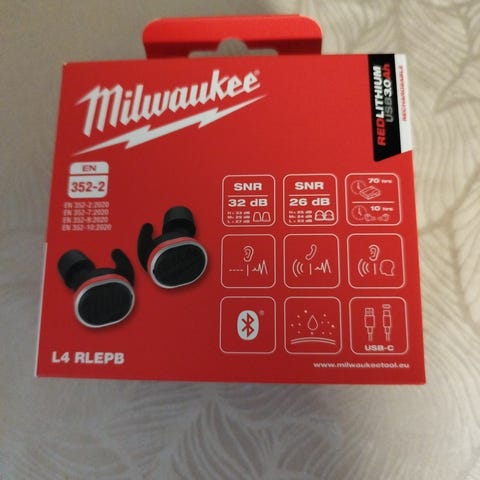 Milwaukee
REDLITHIUM
USB3.0Ah
RECHARGEABLE
EN
352-2
EN 352-2:2020
EN 352-7:2020
EN 352-8:2020
EN 352-10:2020
SNR
32 dB
SNR
26 dB
70 hrs
10 hrs
L4 RLEPB
USB-C
www.milwaukeetool.eu